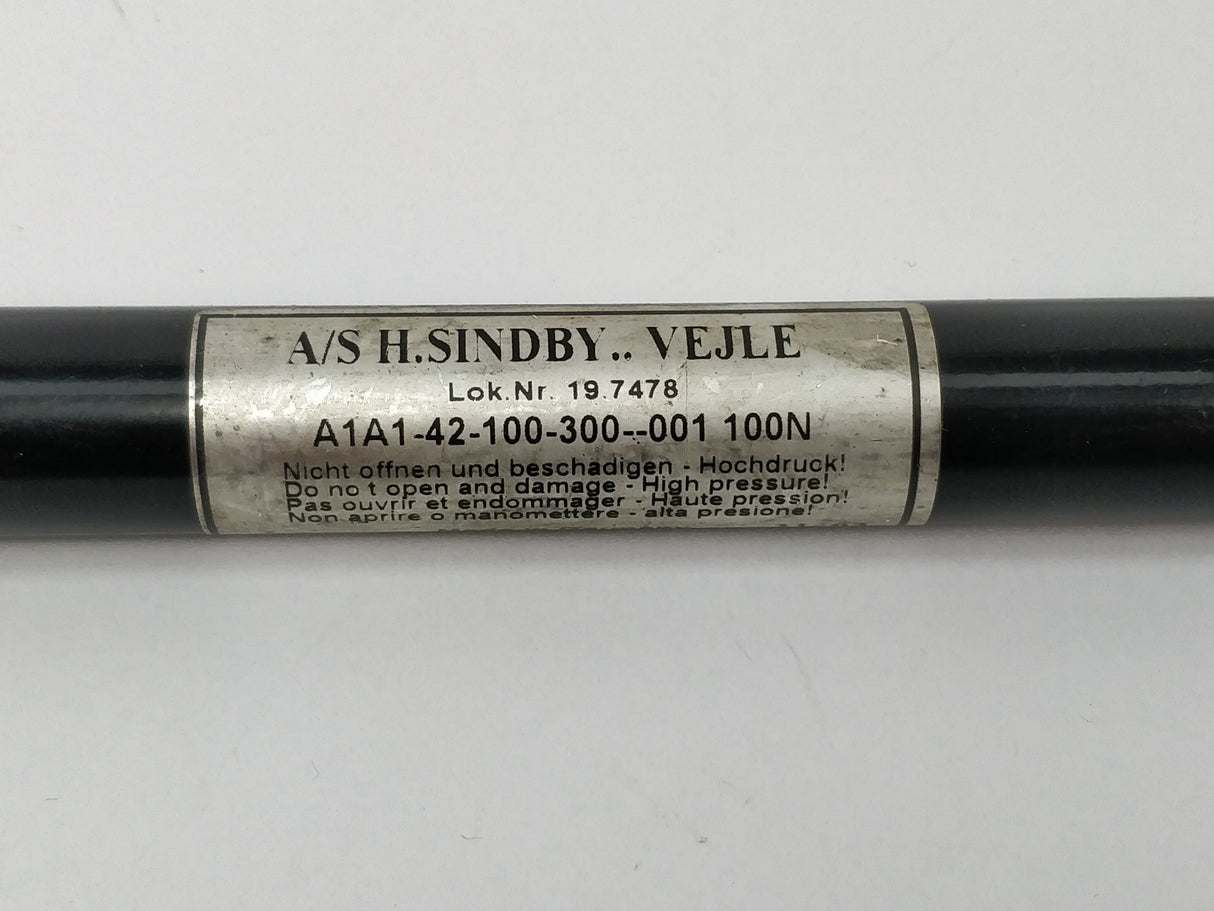 A/S H.SINDBY.. VEJLE
Lok.Nr. 19.7478
A1A1-42-100-300--001 100N
Nicht offnen und beschadigen - Hochdruck!
Do no t open and damage - High pressure!
Pas ouvrir et endommager - Haute pression!
Non aprire o manomettere - alta presione!